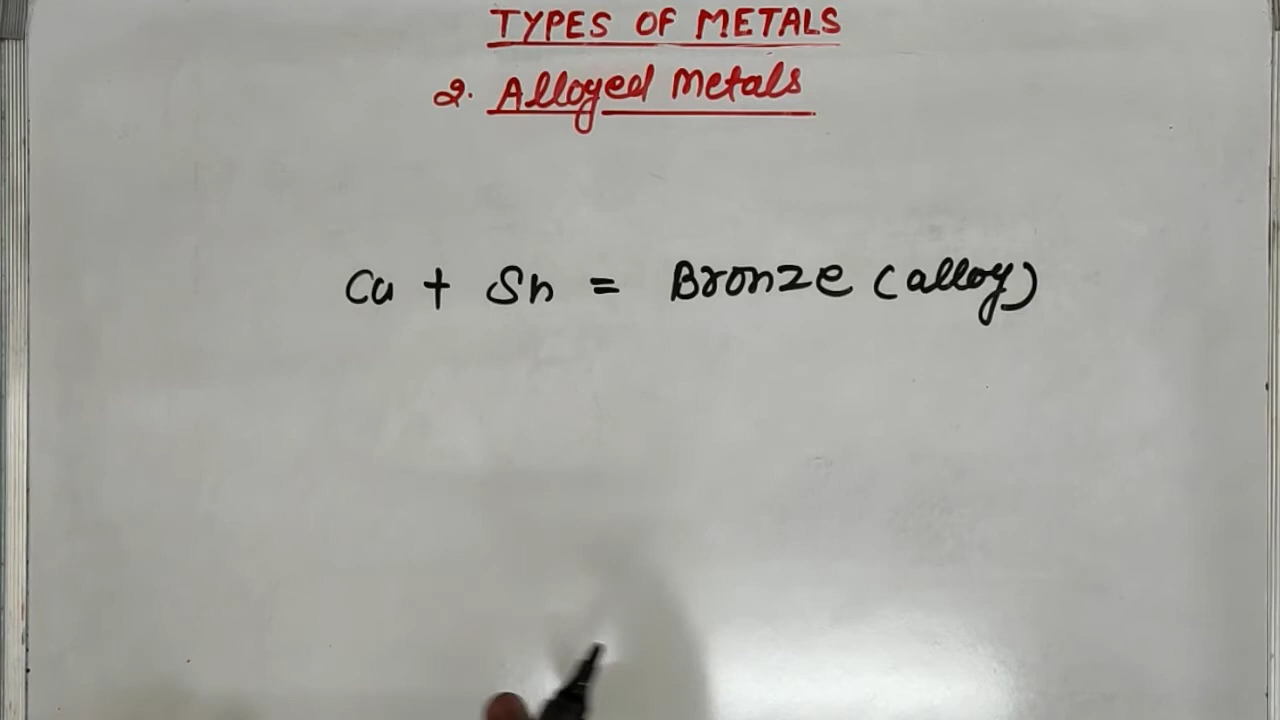 TYPES OF METALS
2. Alloyed Metals
Cu + Sn = Bronze (alloy)